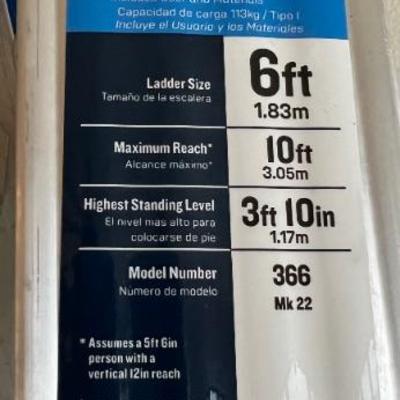 Capacidad de carga 113kg / Tipo I
Incluye el Usuario y los Materiales
Ladder Size
Tamaño de la escalera
6ft
1.83m
Maximum Reach*
Alcance máximo*
10ft
3.05m
Highest Standing Level
El nivel mas alto para
colocarse de pie
3ft 10in
1.17m
Model Number
Número de modelo
366
Mk 22
* Assumes a 5ft 6in
person with a
vertical 12in reach